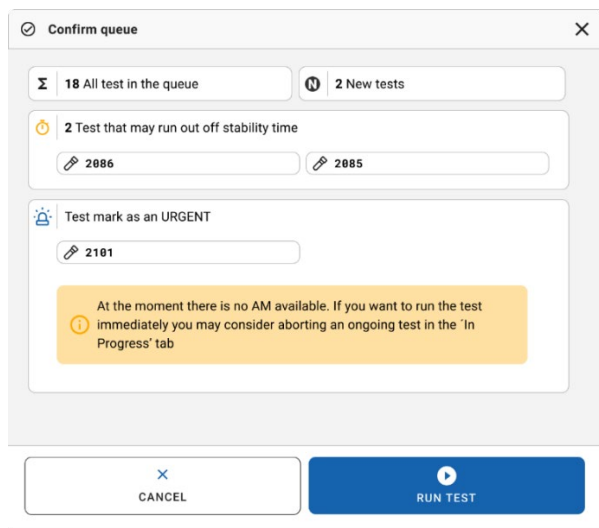 Confirm queue
Σ 18 All test in the queue
N 2 New tests
2 Test that may run out off stability time
2086
2085
Test mark as an URGENT
2101
At the moment there is no AM available. If you want to run the test
immediately you may consider aborting an ongoing test in the ´In
Progress’ tab
CANCEL
RUN TEST